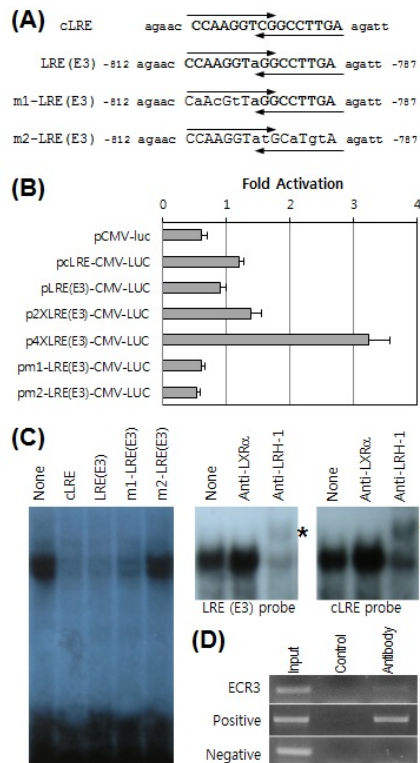 (A)
cLRE agaac CCAAGGTCGGCCTTGA agatt
LRE(E3) -812 agaac CCAAGGTaGGCCTTGA agatt -787
m1-LRE(E3) -812 agaac CaAcGtTaGGCCTTGA agatt -787
m2-LRE(E3) -812 agaac CCAAGGTatGCaTgtA agatt -787
(B)
Fold Activation
0 1 2 3 4
pCMV-luc
pcLRE-CMV-LUC
pLRE(E3)-CMV-LUC
p2XLRE(E3)-CMV-LUC
p4XLRE(E3)-CMV-LUC
pm1-LRE(E3)-CMV-LUC
pm2-LRE(E3)-CMV-LUC
(C)
None cLRE LRE(E3) m1-LRE(E3) m2-LRE(E3)
None Anti-LXRα Anti-LRH-1
*
LRE (E3) probe
None Anti-LXRα Anti-LRH-1
cLRE probe
(D)
Input Control Antibody
ECR3
Positive
Negative